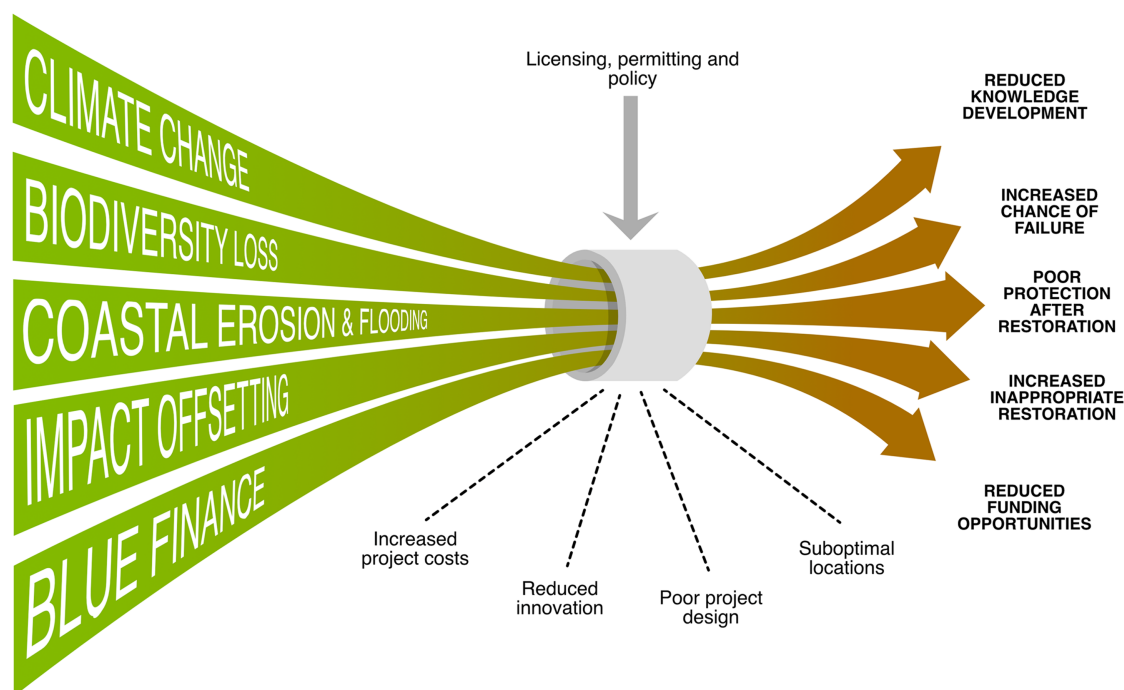 CLIMATE CHANGE
BIODIVERSITY LOSS
COASTAL EROSION & FLOODING
IMPACT OFFSETTING
BLUE FINANCE
Licensing, permitting and
policy
Increased
project costs
Reduced
innovation
Poor project
design
Suboptimal
locations
REDUCED
KNOWLEDGE
DEVELOPMENT
INCREASED
CHANCE OF
FAILURE
POOR
PROTECTION
AFTER
RESTORATION
INCREASED
INAPPROPRIATE
RESTORATION
REDUCED
FUNDING
OPPORTUNITIES